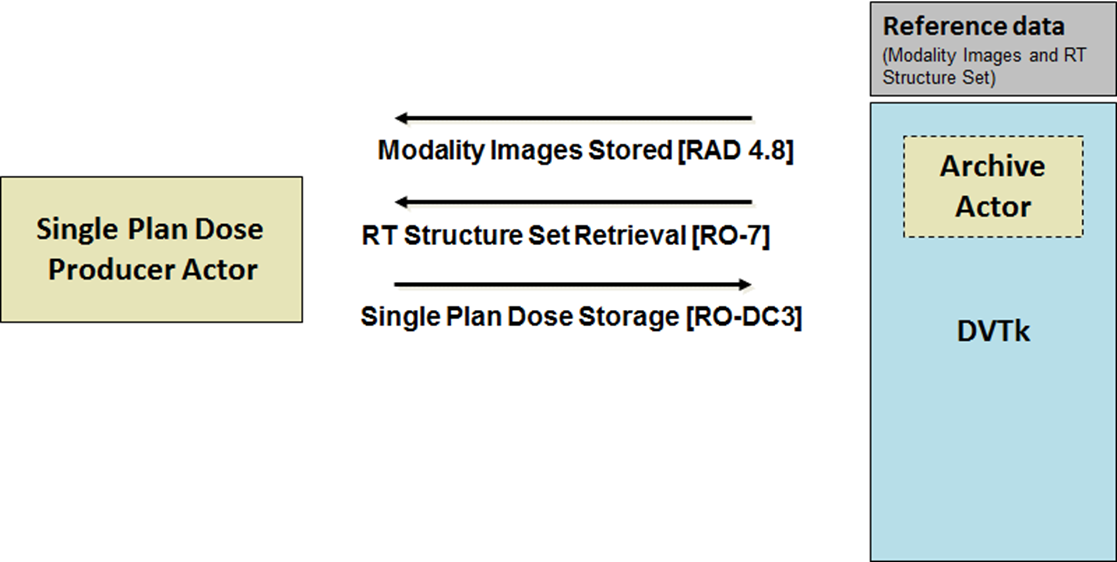 Reference data
(Modality Images and RT
Structure Set)
Modality Images Stored [RAD 4.8]
Archive
Actor
Single Plan Dose
Producer Actor
RT Structure Set Retrieval [RO-7]
Single Plan Dose Storage [RO-DC3]
DVTk